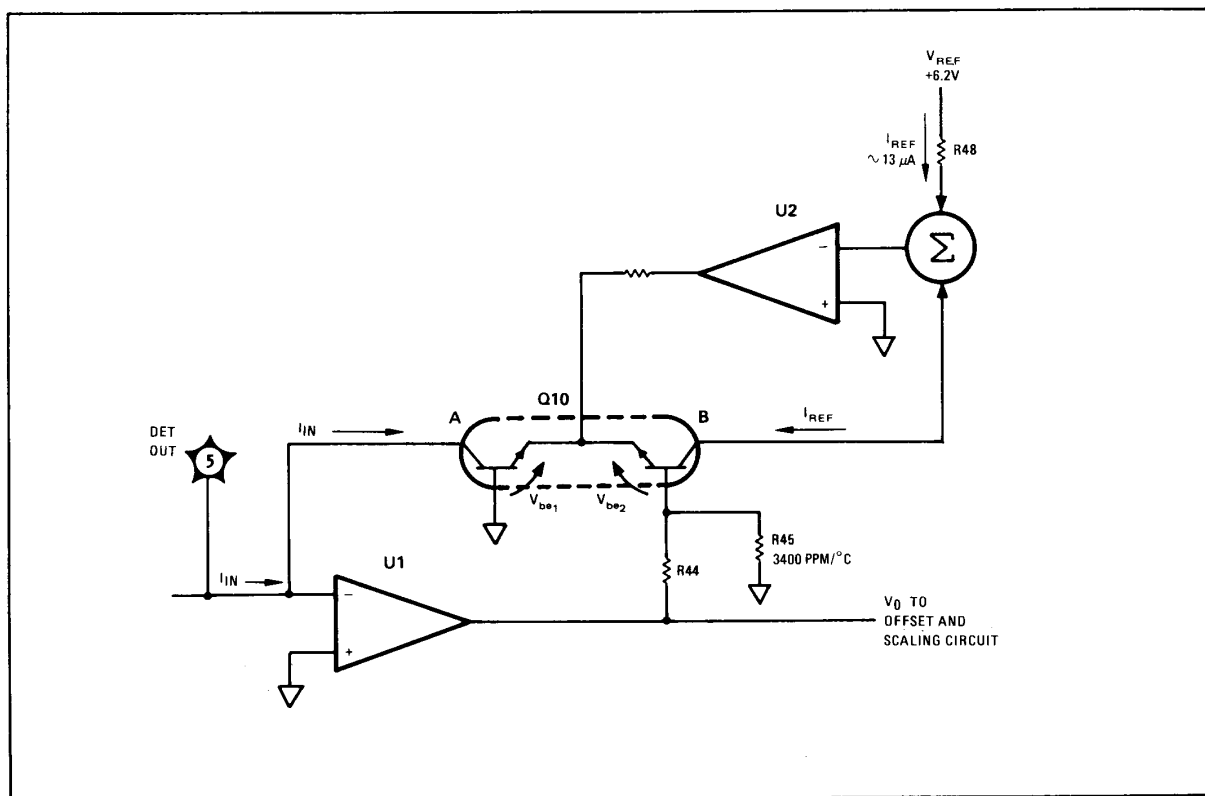 V_REF
+6.2V
I_REF
~ 13 μA
R48
U2
Σ
−
+
Q10
A
B
I_IN
I_REF
DET
OUT
5
V_be1
V_be2
R45
3400 PPM/°C
I_IN
U1
R44
−
+
V_0 TO
OFFSET AND
SCALING CIRCUIT